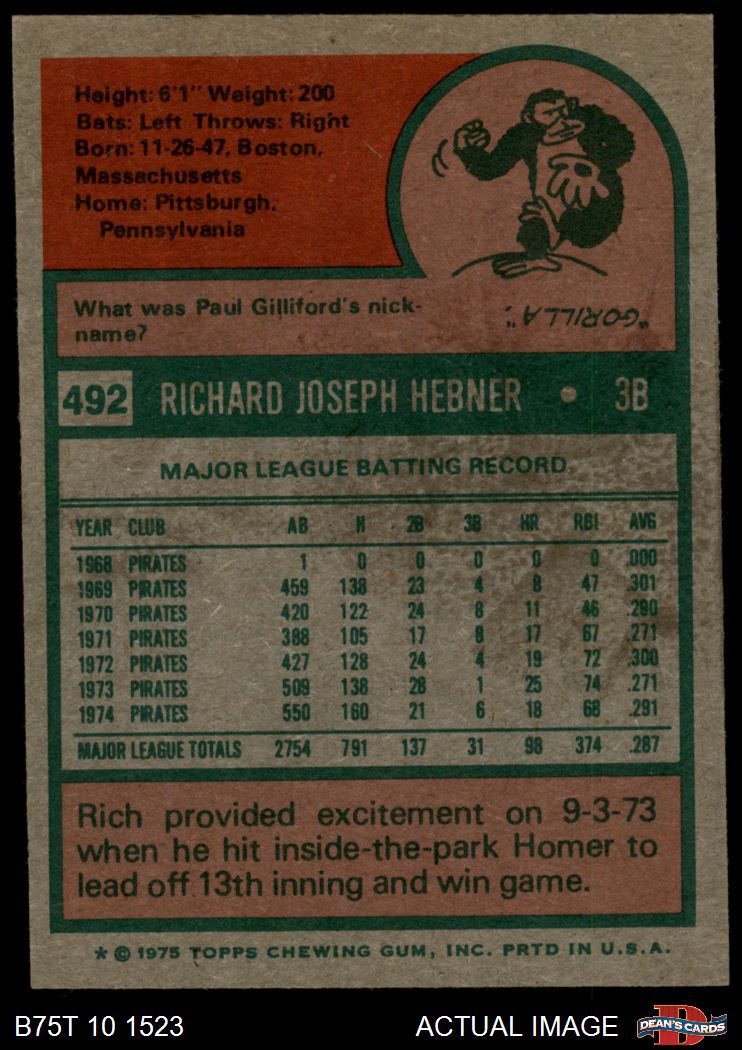 Height: 6'1" Weight: 200
Bats: Left Throws: Right
Born: 11-26-47, Boston,
Massachusetts
Home: Pittsburgh,
Pennsylvania
What was Paul Gilliford's nick-
name?
"GORILLA".
492 RICHARD JOSEPH HEBNER • 3B
MAJOR LEAGUE BATTING RECORD
YEAR CLUB AB H 2B 3B HR RBI AVG
1968 PIRATES 1 0 0 0 0 0 .000
1969 PIRATES 459 138 23 4 8 47 .301
1970 PIRATES 420 122 24 8 11 46 .290
1971 PIRATES 388 105 17 8 17 67 .271
1972 PIRATES 427 128 24 4 19 72 .300
1973 PIRATES 509 138 28 1 25 74 .271
1974 PIRATES 550 160 21 6 18 68 .291
MAJOR LEAGUE TOTALS 2754 791 137 31 98 374 .287
Rich provided excitement on 9-3-73
when he hit inside-the-park Homer to
lead off 13th inning and win game.
* © 1975 TOPPS CHEWING GUM, INC. PRTD IN U.S.A.
B75T 10 1523 ACTUAL IMAGE DEAN'S CARDS